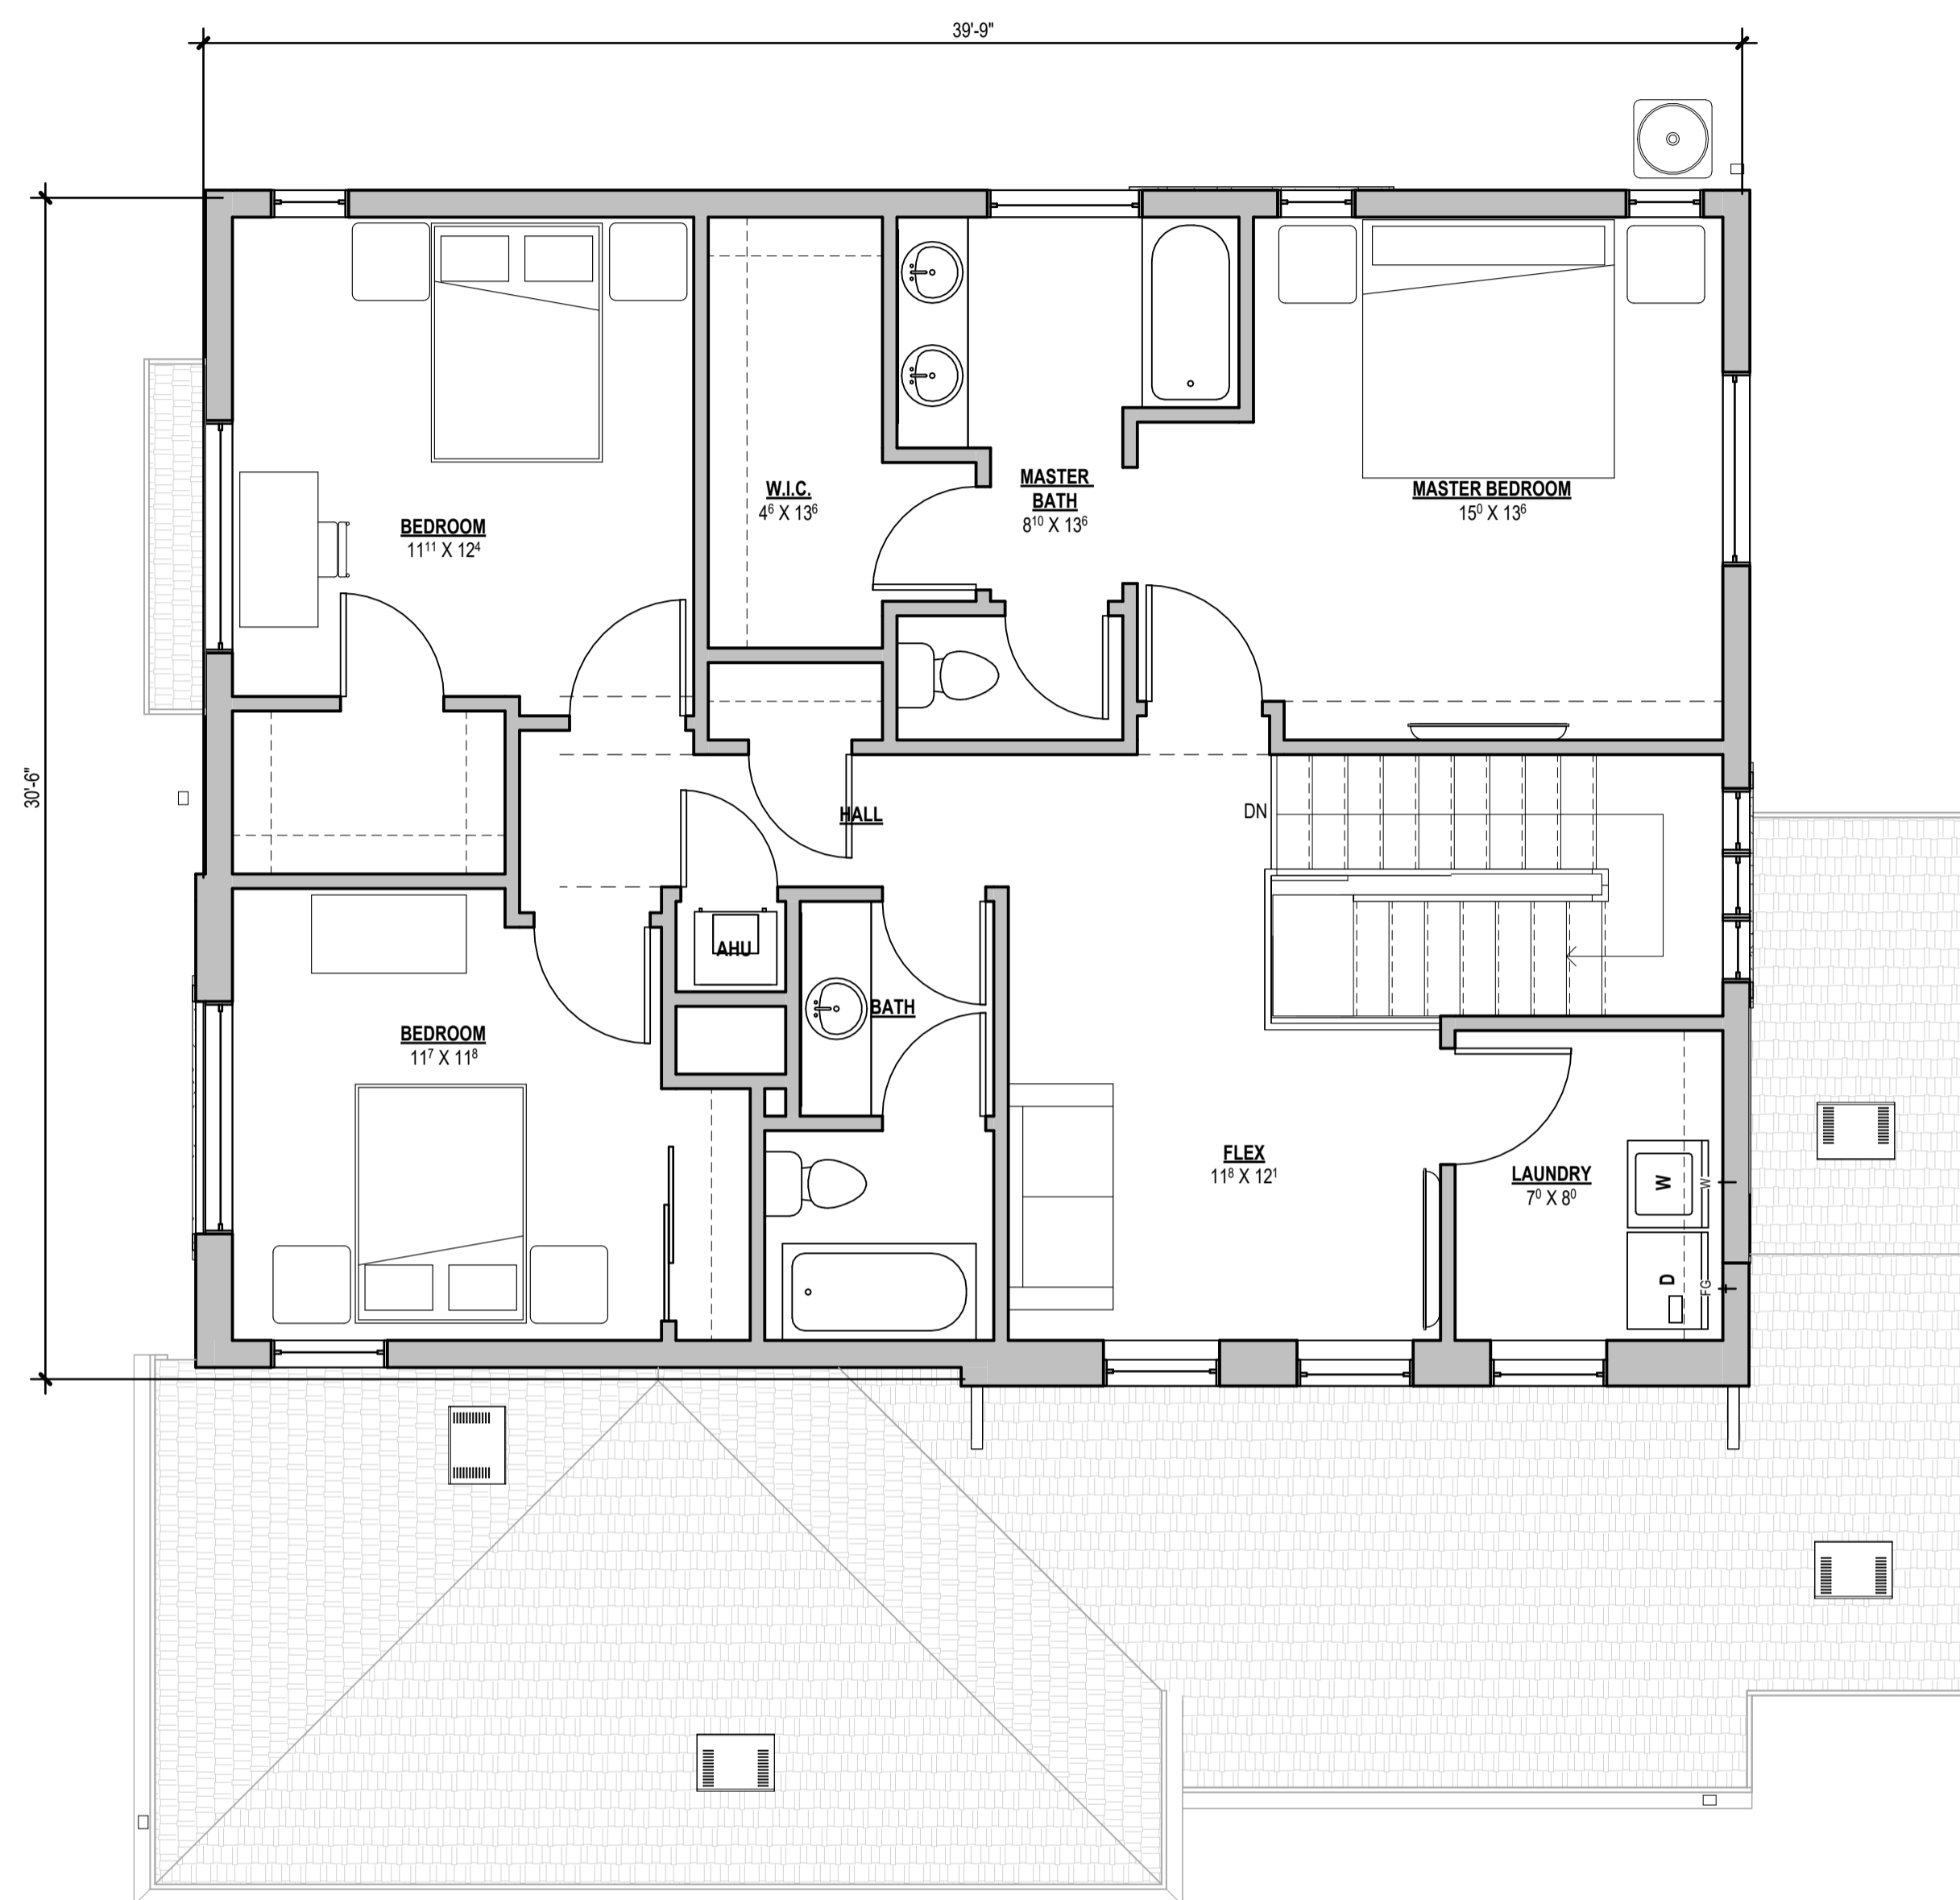 39'-9"
30'-6"
BEDROOM
11¹¹ X 12⁴
W.I.C.
4⁶ X 13⁶
MASTER
BATH
8¹⁰ X 13⁶
MASTER BEDROOM
15⁰ X 13⁶
HALL
DN
AHU
BATH
BEDROOM
11⁷ X 11⁸
FLEX
11⁸ X 12¹
LAUNDRY
7⁰ X 8⁰
W
W
D
FG